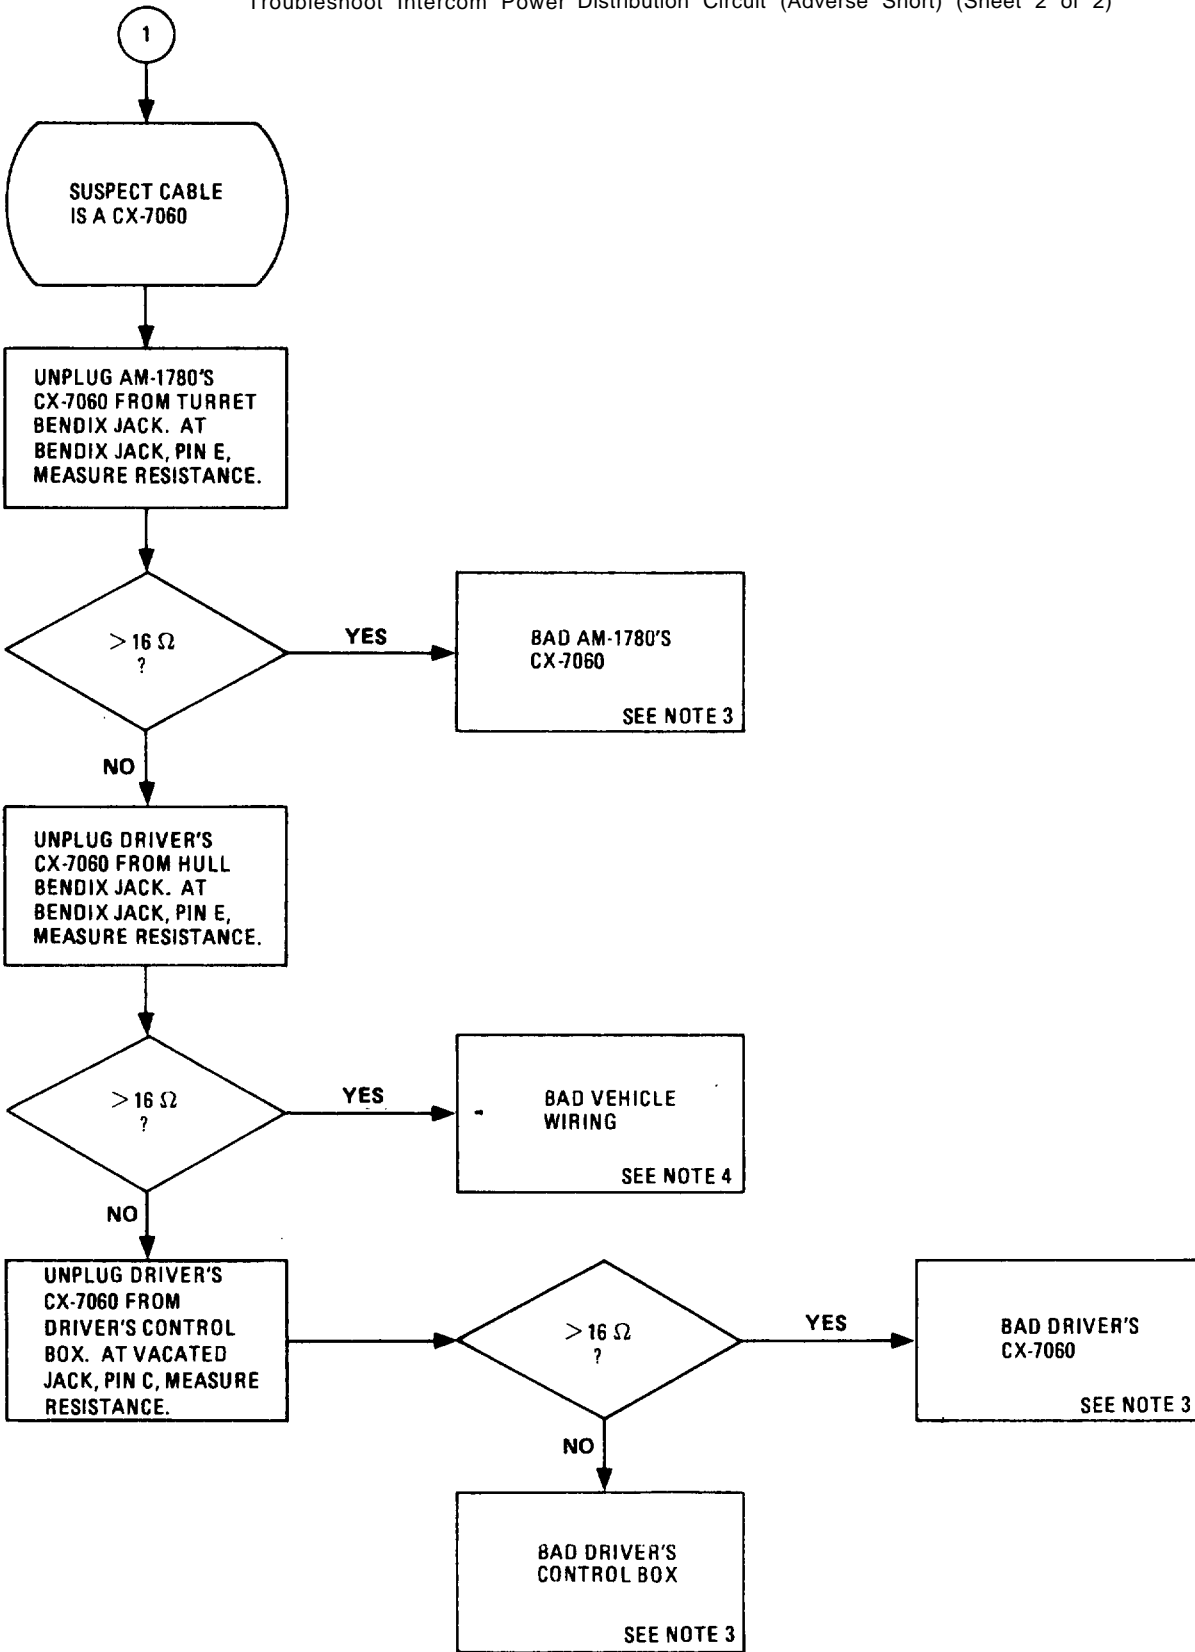 Troubleshoot Intercom Power Distribution Circuit (Adverse Short) (Sheet 2 of 2)
1
SUSPECT CABLE
IS A CX-7060
UNPLUG AM-1780'S
CX-7060 FROM TURRET
BENDIX JACK. AT
BENDIX JACK, PIN E,
MEASURE RESISTANCE.
> 16 Ω
?
YES
BAD AM-1780'S
CX-7060
SEE NOTE 3
NO
UNPLUG DRIVER'S
CX-7060 FROM HULL
BENDIX JACK. AT
BENDIX JACK, PIN E,
MEASURE RESISTANCE.
> 16 Ω
?
YES
BAD VEHICLE
WIRING
SEE NOTE 4
NO
UNPLUG DRIVER'S
CX-7060 FROM
DRIVER'S CONTROL
BOX. AT VACATED
JACK, PIN C, MEASURE
RESISTANCE.
> 16 Ω
?
YES
BAD DRIVER'S
CX-7060
SEE NOTE 3
NO
BAD DRIVER'S
CONTROL BOX
SEE NOTE 3